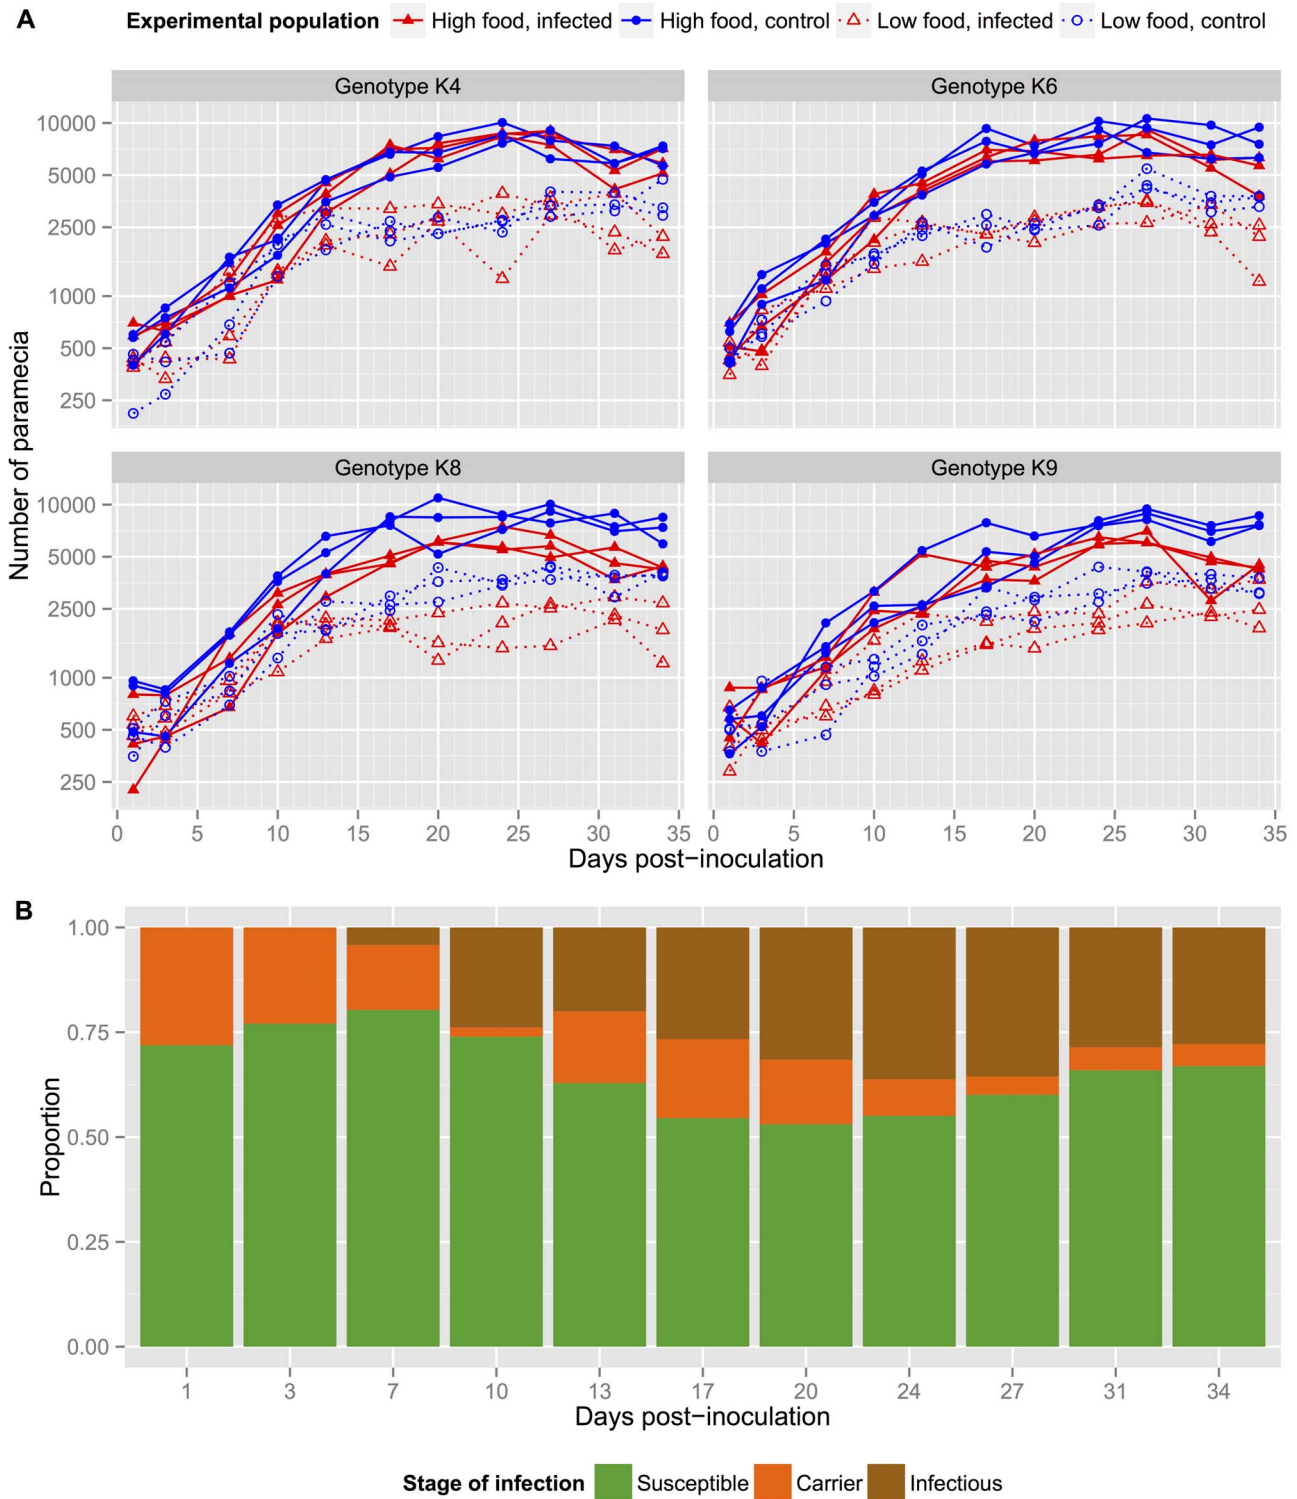 A
Experimental population High food, infected High food, control Low food, infected Low food, control
Genotype K4 Genotype K6
10000
5000
2500
1000
500
250
Genotype K8 Genotype K9
10000
5000
2500
1000
500
250
Number of paramecia
0 5 10 15 20 25 30 35 0 5 10 15 20 25 30 35
Days post−inoculation
B
1.00
0.75
0.50
0.25
0.00
Proportion
1 3 7 10 13 17 20 24 27 31 34
Days post−inoculation
Stage of infection Susceptible Carrier Infectious